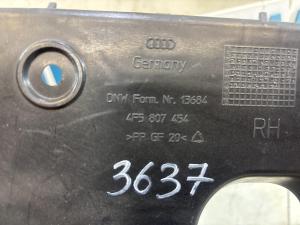 Germany
DNW Form. Nr. 13684
4F5 807 454
>PP GF 20<
RH
3637